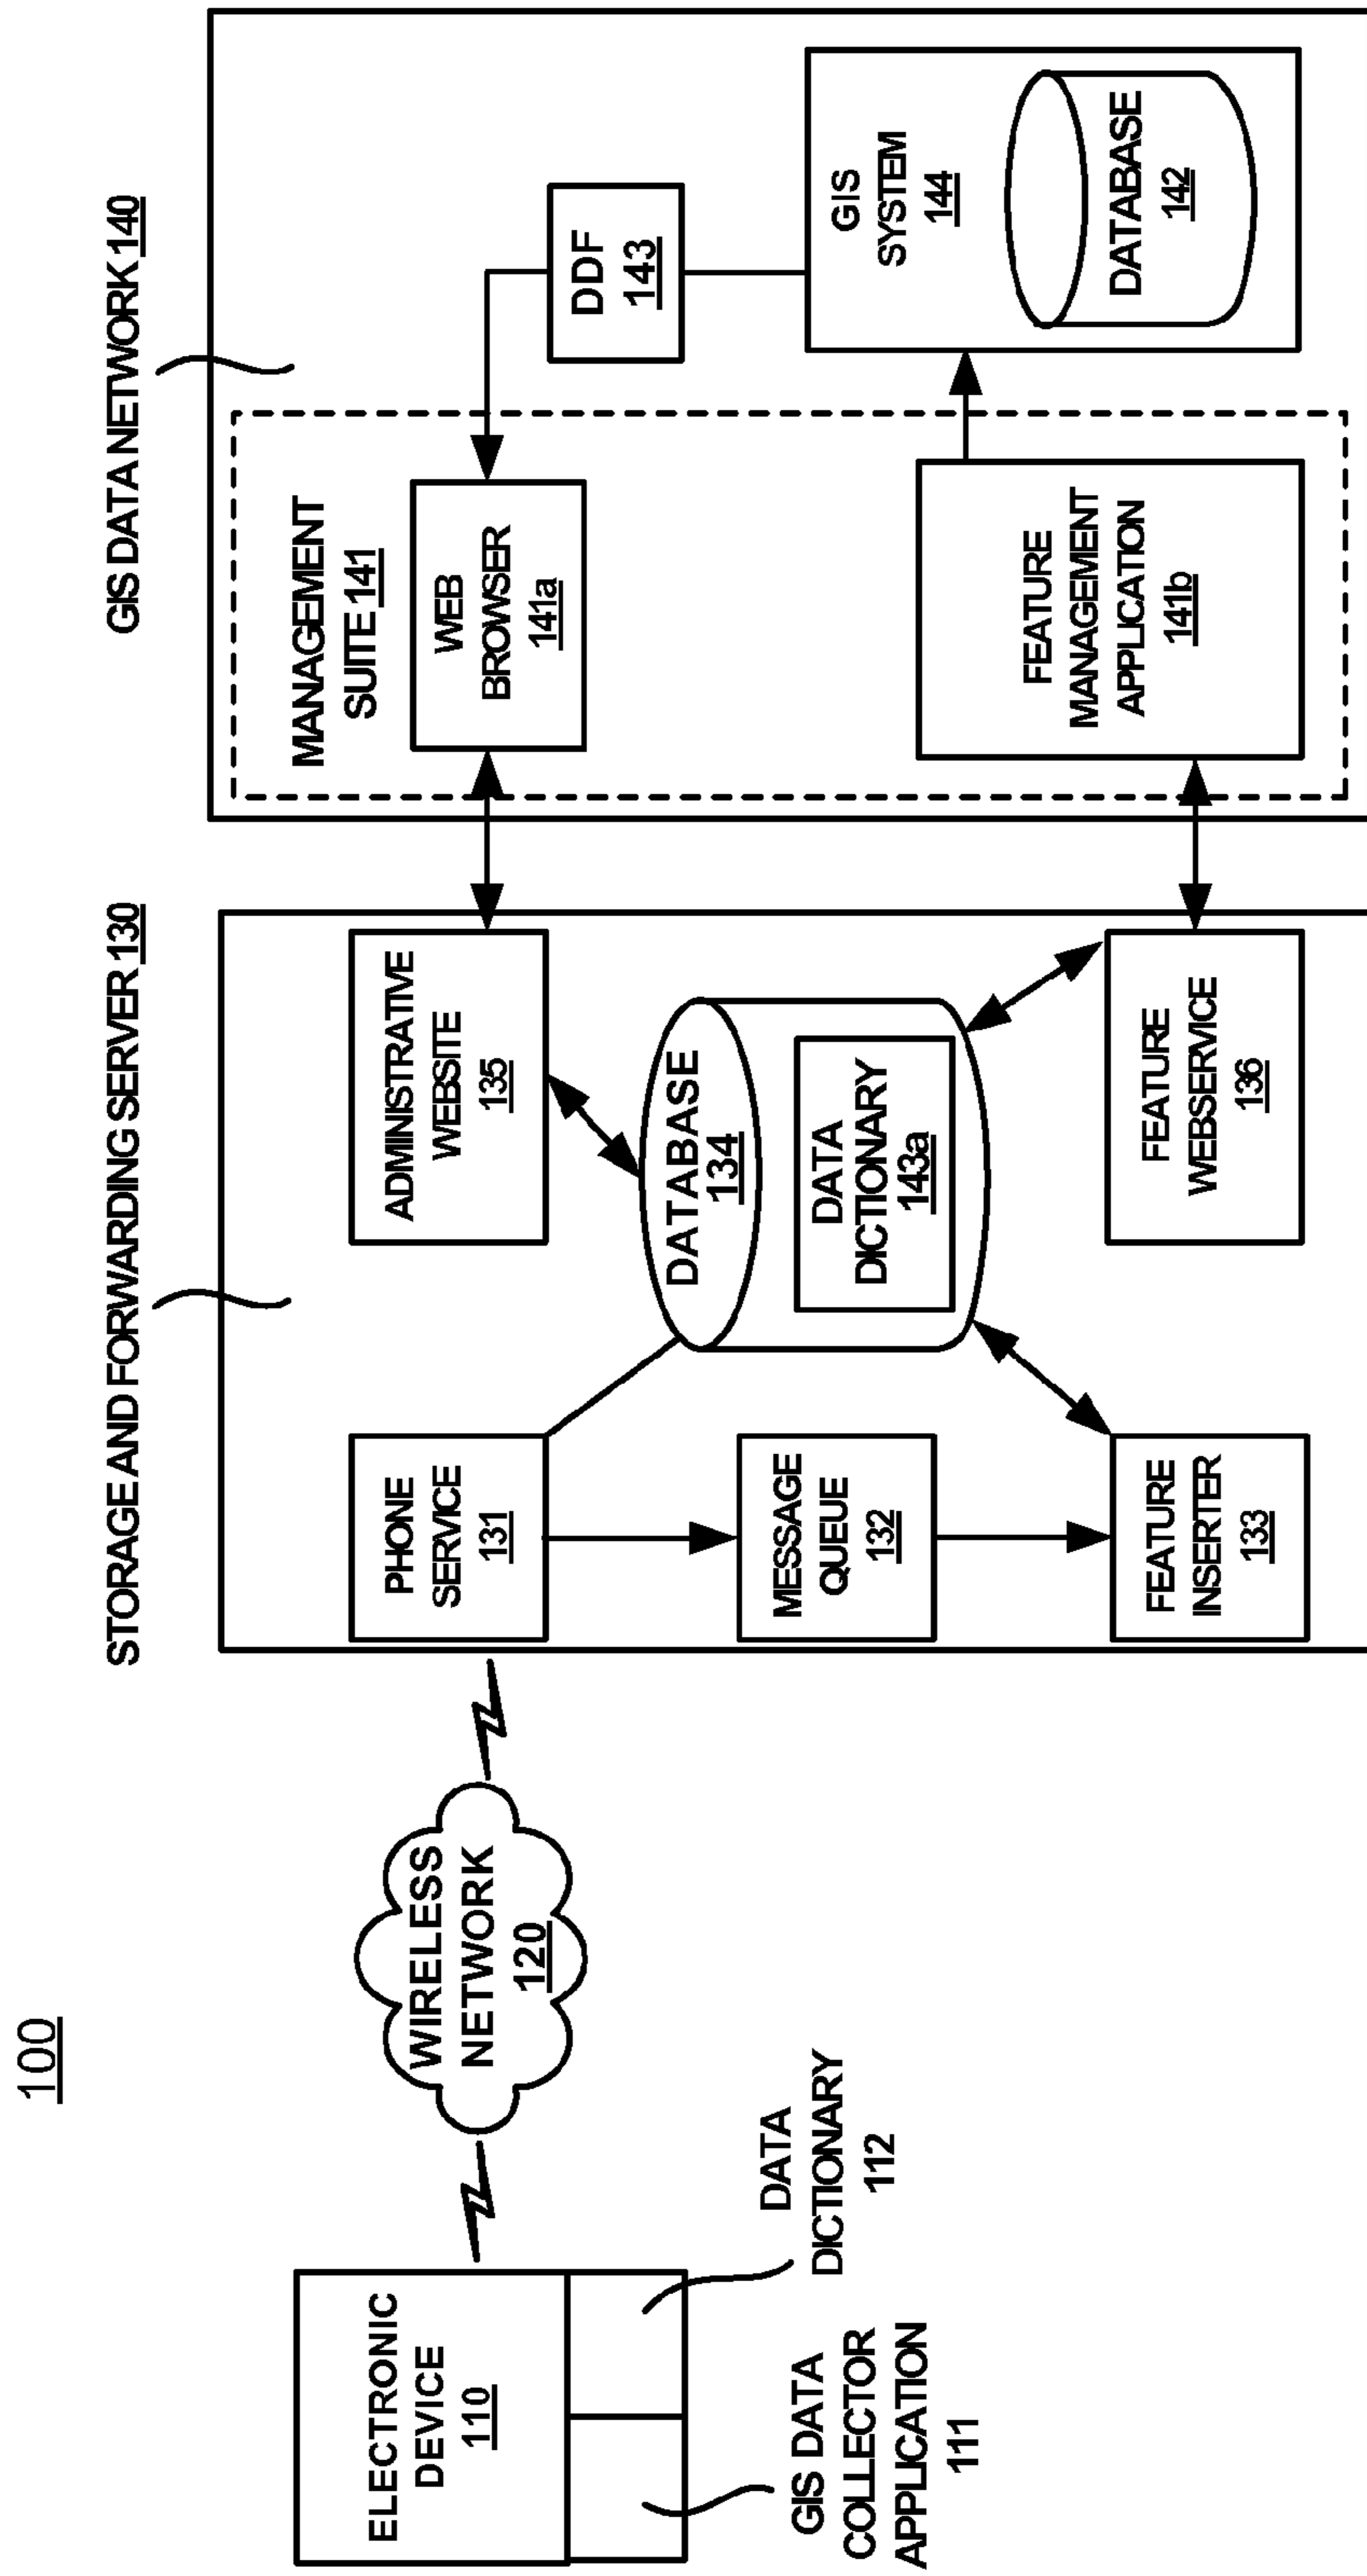 100
ELECTRONIC
DEVICE
110
GIS DATA
COLLECTOR
APPLICATION
111
DATA
DICTIONARY
112
WIRELESS
NETWORK
120
STORAGE AND FORWARDING SERVER 130
PHONE
SERVICE
131
MESSAGE
QUEUE
132
FEATURE
INSERTER
133
DATABASE
134
DATA
DICTIONARY
143a
ADMINISTRATIVE
WEBSITE
135
FEATURE
WEBSERVICE
136
GIS DATA NETWORK 140
MANAGEMENT
SUITE 141
WEB
BROWSER
141a
FEATURE
MANAGEMENT
APPLICATION
141b
DDF
143
GIS
SYSTEM
144
DATABASE
142